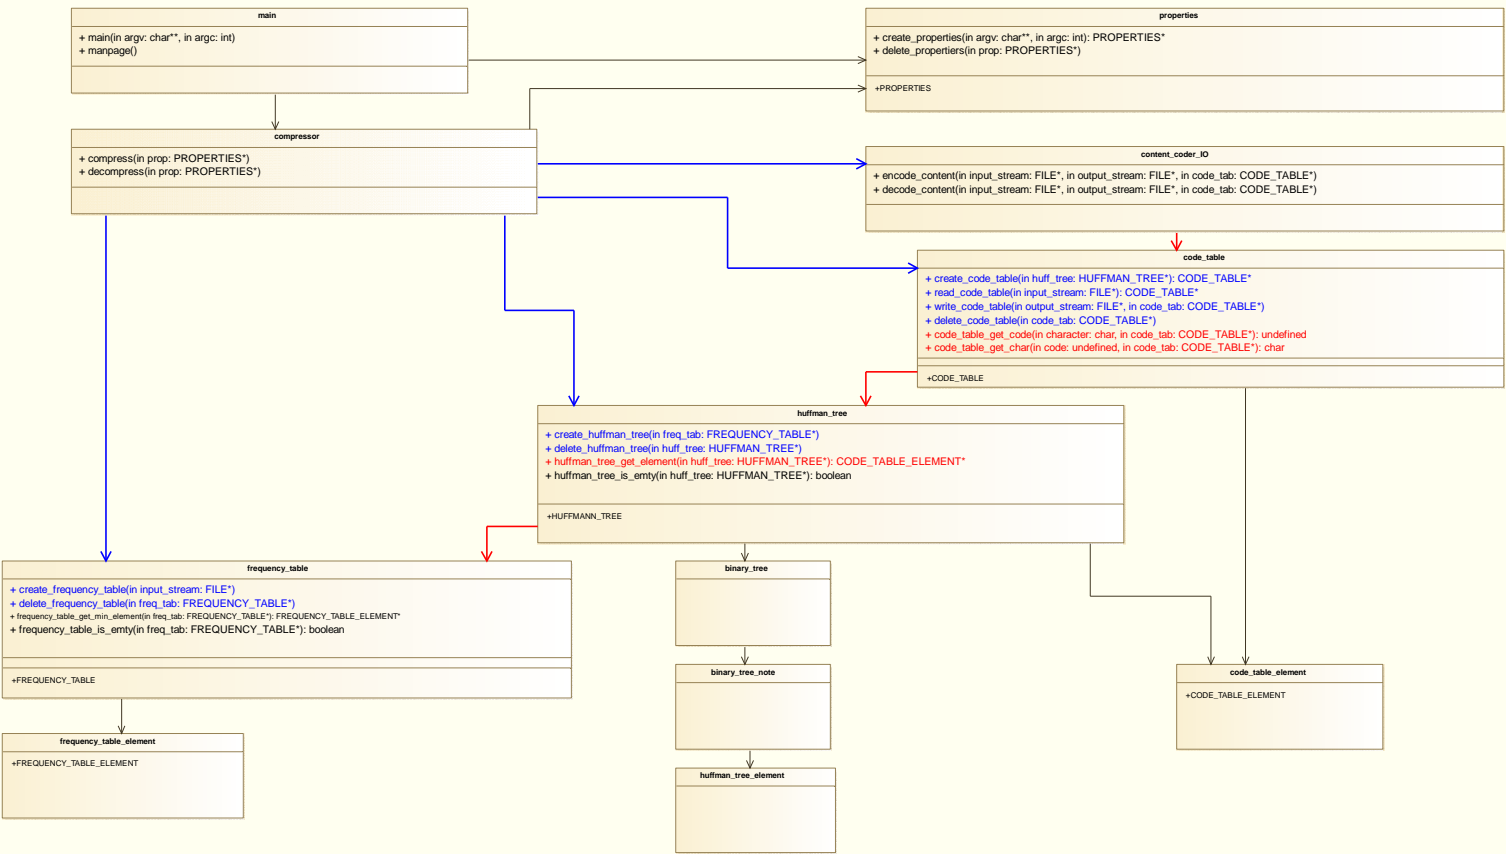 main
+ main(in argv: char**, in argc: int)
+ manpage()
properties
+ create_properties(in argv: char**, in argc: int): PROPERTIES*
+ delete_propertiers(in prop: PROPERTIES*)
+PROPERTIES
compressor
+ compress(in prop: PROPERTIES*)
+ decompress(in prop: PROPERTIES*)
content_coder_IO
+ encode_content(in input_stream: FILE*, in output_stream: FILE*, in code_tab: CODE_TABLE*)
+ decode_content(in input_stream: FILE*, in output_stream: FILE*, in code_tab: CODE_TABLE*)
code_table
+ create_code_table(in huff_tree: HUFFMAN_TREE*): CODE_TABLE*
+ read_code_table(in input_stream: FILE*): CODE_TABLE*
+ write_code_table(in output_stream: FILE*, in code_tab: CODE_TABLE*)
+ delete_code_table(in code_tab: CODE_TABLE*)
+ code_table_get_code(in character: char, in code_tab: CODE_TABLE*): undefined
+ code_table_get_char(in code: undefined, in code_tab: CODE_TABLE*): char
+CODE_TABLE
huffman_tree
+ create_huffman_tree(in freq_tab: FREQUENCY_TABLE*)
+ delete_huffman_tree(in huff_tree: HUFFMAN_TREE*)
+ huffman_tree_get_element(in huff_tree: HUFFMAN_TREE*): CODE_TABLE_ELEMENT*
+ huffman_tree_is_emty(in huff_tree: HUFFMAN_TREE*): boolean
+HUFFMANN_TREE
frequency_table
+ create_frequency_table(in input_stream: FILE*)
+ delete_frequency_table(in freq_tab: FREQUENCY_TABLE*)
+ frequency_table_get_min_element(in freq_tab: FREQUENCY_TABLE*): FREQUENCY_TABLE_ELEMENT*
+ frequency_table_is_emty(in freq_tab: FREQUENCY_TABLE*): boolean
+FREQUENCY_TABLE
binary_tree
binary_tree_note
code_table_element
+CODE_TABLE_ELEMENT
frequency_table_element
+FREQUENCY_TABLE_ELEMENT
huffman_tree_element